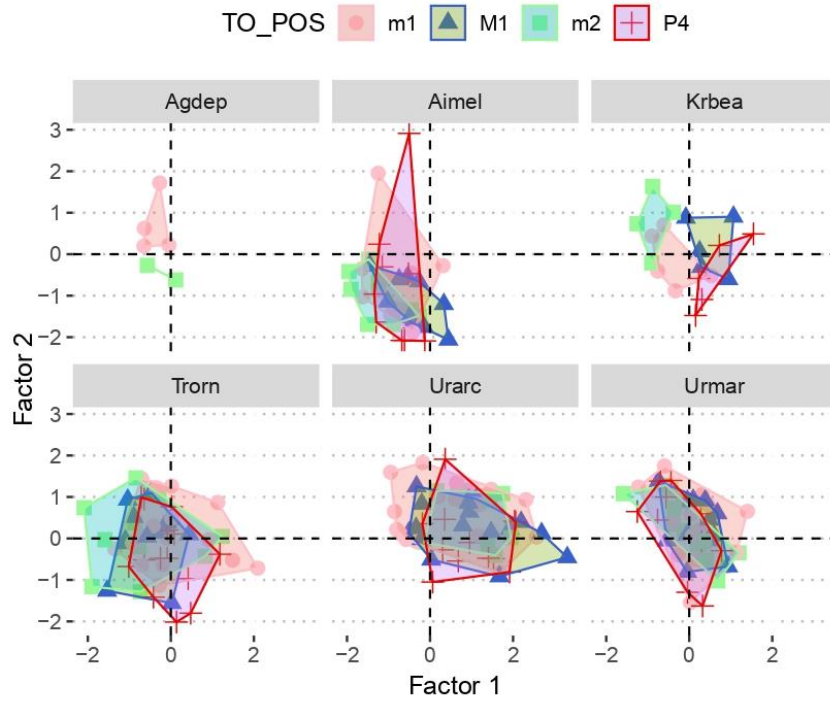 TO_POS m1 M1 m2 P4
Agdep Aimel Krbea
3
2
1
0
−1
−2
Trorn Urarc Urmar
3
2
1
0
−1
−2
−2 0 2 −2 0 2 −2 0 2
Factor 2
Factor 1